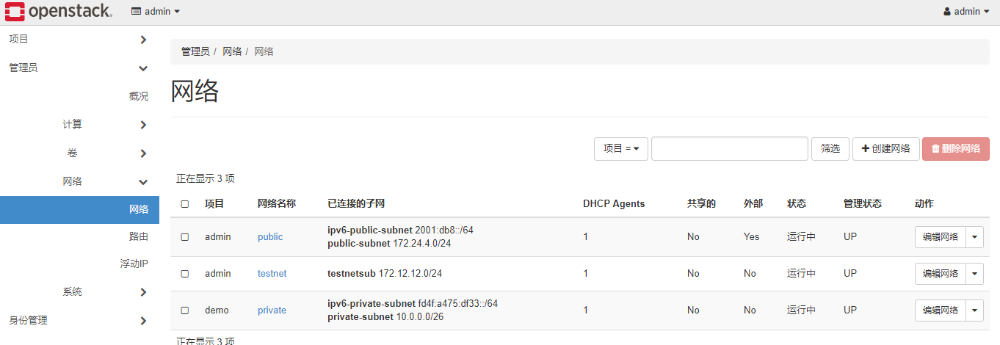 openstack. admin admin
项目
管理员
概况
计算
卷
网络
网络
路由
浮动IP
系统
身份管理
管理员 / 网络 / 网络
网络
项目 = 筛选 创建网络 删除网络
正在显示 3 项
项目 网络名称 已连接的子网 DHCP Agents 共享的 外部 状态 管理状态 动作
admin public ipv6-public-subnet 2001:db8::/64
public-subnet 172.24.4.0/24 1 No Yes 运行中 UP 编辑网络
admin testnet testnetsub 172.12.12.0/24 1 No No 运行中 UP 编辑网络
demo private ipv6-private-subnet fd4f:a475:df33::/64
private-subnet 10.0.0.0/26 1 No No 运行中 UP 编辑网络
正在显示 3 项